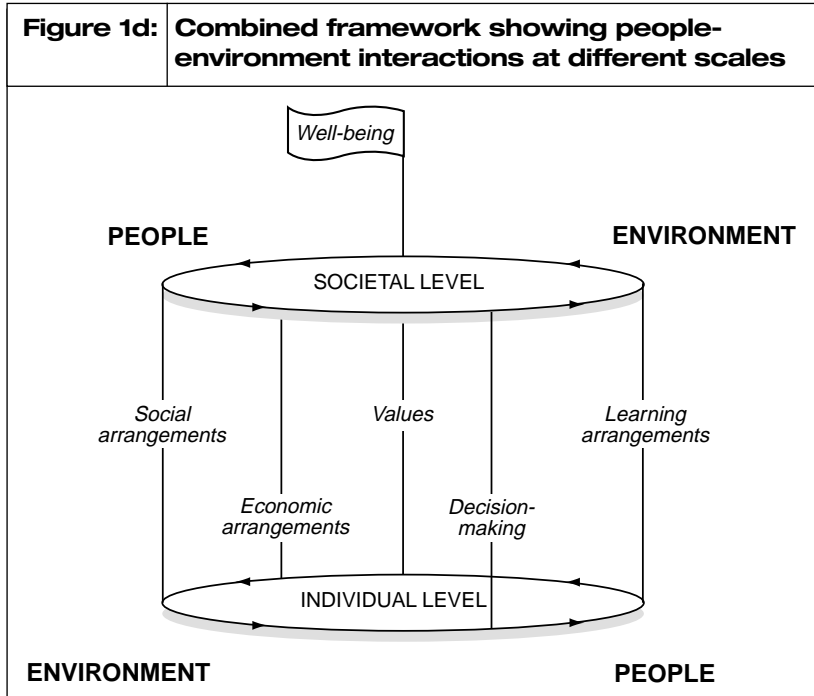 Figure 1d: Combined framework showing people-
environment interactions at different scales
Well-being
PEOPLE
ENVIRONMENT
SOCIETAL LEVEL
Social
arrangements
Values
Learning
arrangements
Economic
arrangements
Decision-
making
INDIVIDUAL LEVEL
ENVIRONMENT
PEOPLE